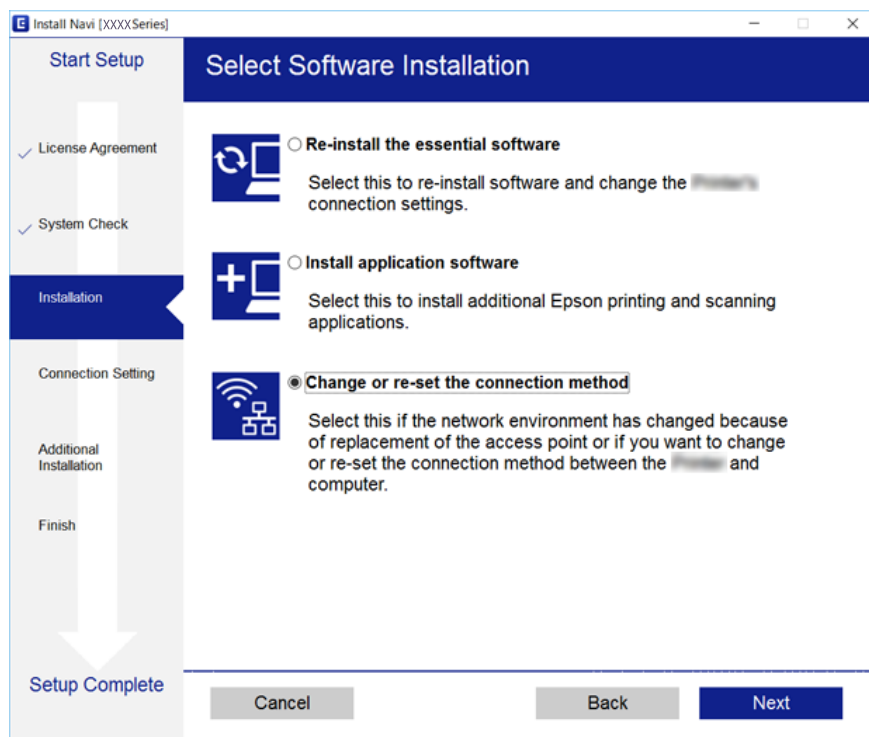 E Install Navi [XXXX Series]
Start Setup
Select Software Installation
License Agreement
System Check
Installation
Connection Setting
Additional
Installation
Finish
Setup Complete
Re-install the essential software
Select this to re-install software and change the
connection settings.
Install application software
Select this to install additional Epson printing and scanning
applications.
Change or re-set the connection method
Select this if the network environment has changed because
of replacement of the access point or if you want to change
or re-set the connection method between the and
computer.
Cancel
Back
Next